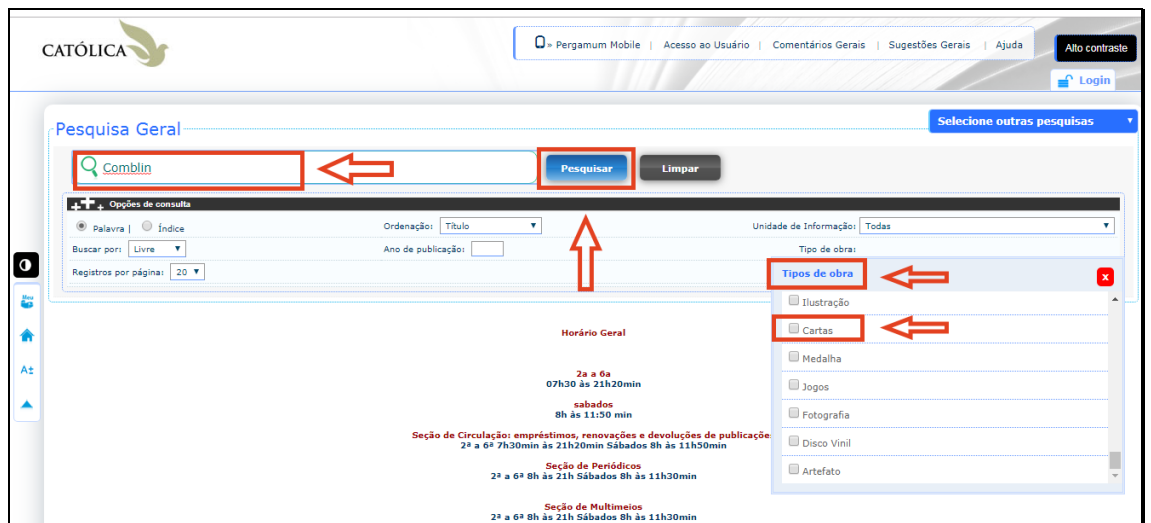 CATÓLICA
» Pergamum Mobile | Acesso ao Usuário | Comentários Gerais | Sugestões Gerais | Ajuda
Alto contraste
Login
Selecione outras pesquisas
Pesquisa Geral
Comblin
Pesquisar
Limpar
Opções de consulta
Palavra | Índice
Ordenação: Título
Unidade de Informação: Todas
Buscar por: Livre
Ano de publicação:
Tipo de obra:
Registros por página: 20
Tipos de obra
x
Ilustração
Cartas
Medalha
Jogos
Fotografia
Disco Vinil
Artefato
Meu
A±
Horário Geral
2a a 6a
07h30 às 21h20min
sabados
8h às 11:50 min
Seção de Circulação: empréstimos, renovações e devoluções de
2ª a 6ª 7h30min às 21h20min Sábados 8h às 11h50min
Seção de Periódicos
2ª a 6ª 8h às 21h Sábados 8h às 11h30min
Seção de Multimeios
2ª a 6ª 8h às 21h Sábados 8h às 11h30min